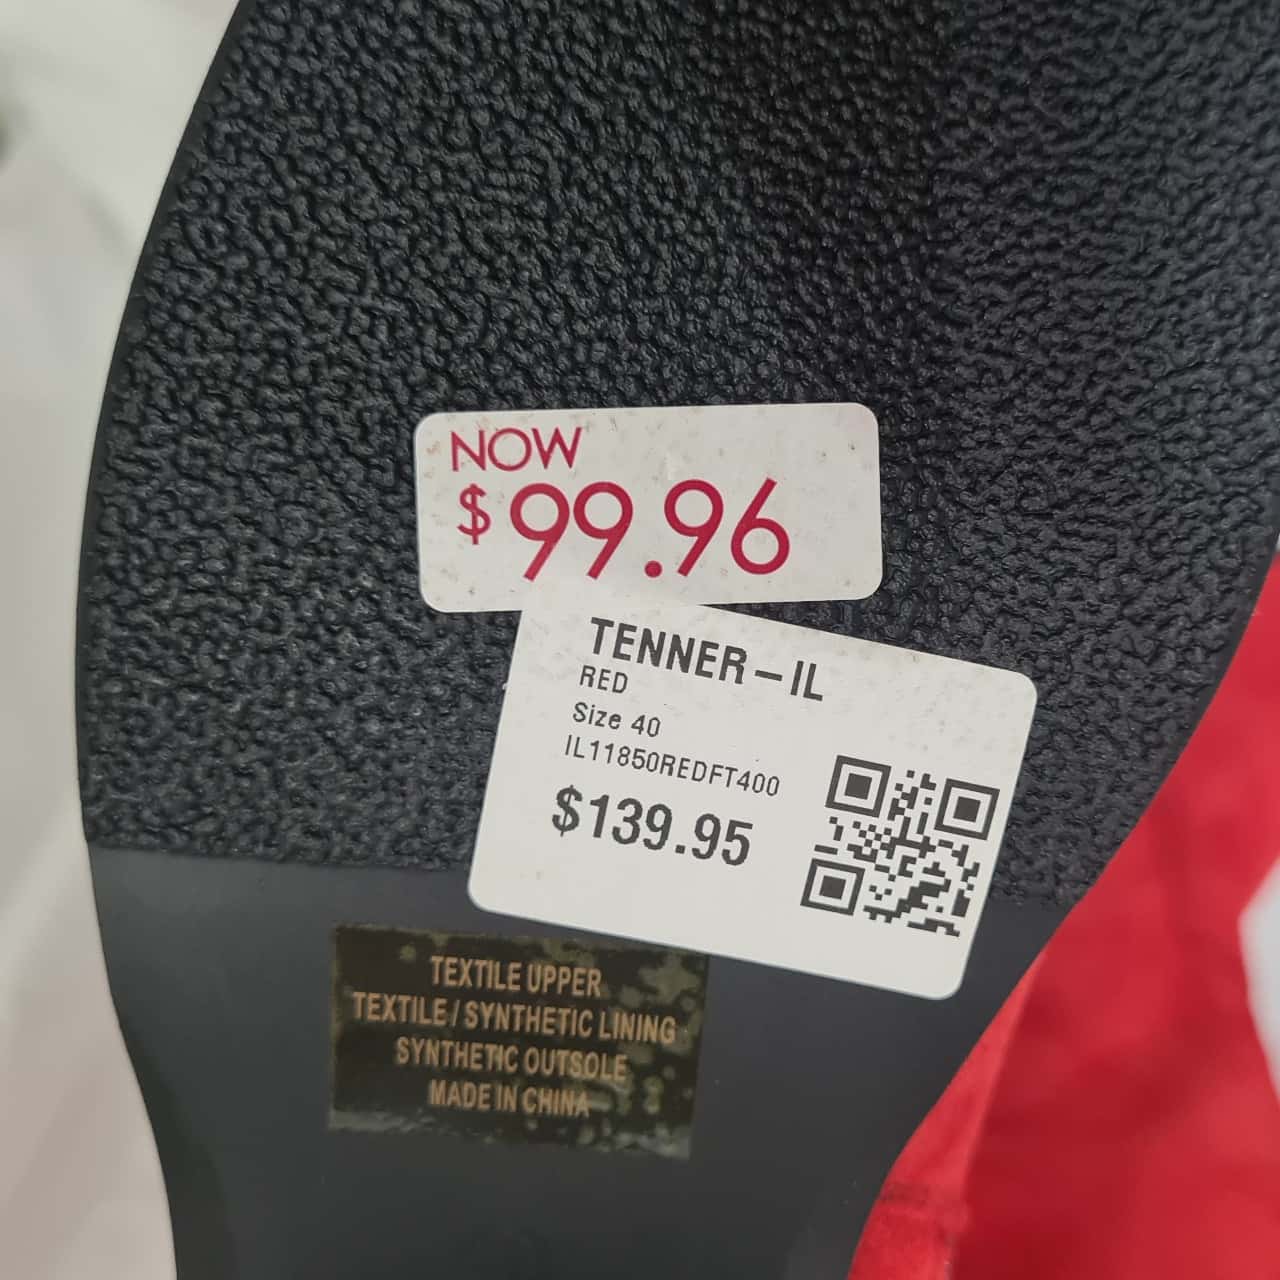 NOW
$99.96
TENNER-IL
RED
Size 40
IL11850REDFT400
$139.95
TEXTILE UPPER
TEXTILE/SYNTHETIC LINING
SYNTHETIC OUTSOLE
MADE IN CHINA